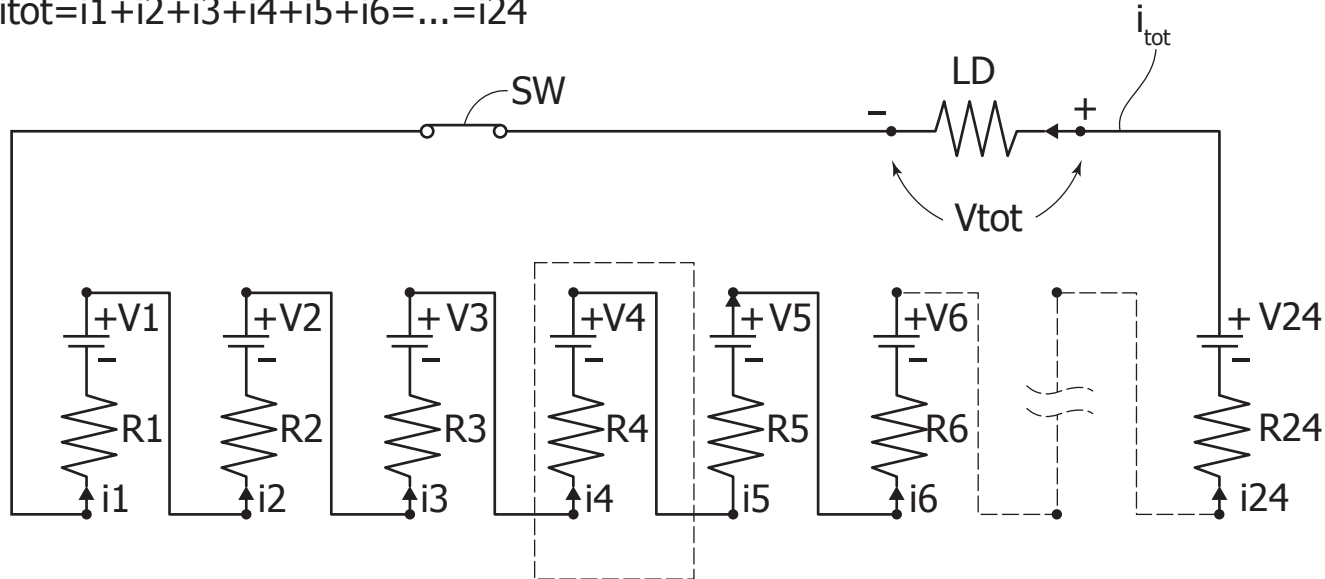 itot=i1+i2+i3+i4+i5+i6=...=i24
i_tot
LD
SW
- +
Vtot
+V1 +V2 +V3 +V4 +V5 +V6 + V24
- - - - - - -
R1 R2 R3 R4 R5 R6 R24
i1 i2 i3 i4 i5 i6 i24